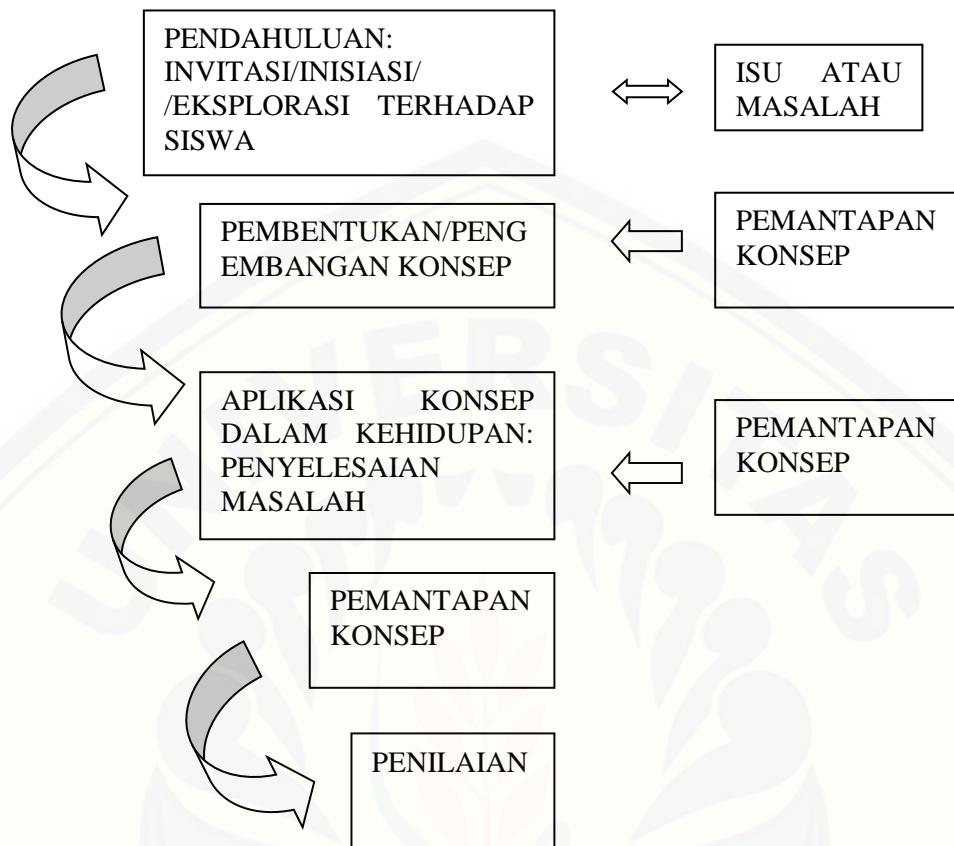 PENDAHULUAN:
INVITASI/INISIASI/
/EKSPLORASI TERHADAP
SISWA
ISU ATAU
MASALAH
PEMBENTUKAN/PENG
EMBANGAN KONSEP
PEMANTAPAN
KONSEP
APLIKASI KONSEP
DALAM KEHIDUPAN:
PENYELESAIAN
MASALAH
PEMANTAPAN
KONSEP
PEMANTAPAN
KONSEP
PENILAIAN
UNIVERSITAS